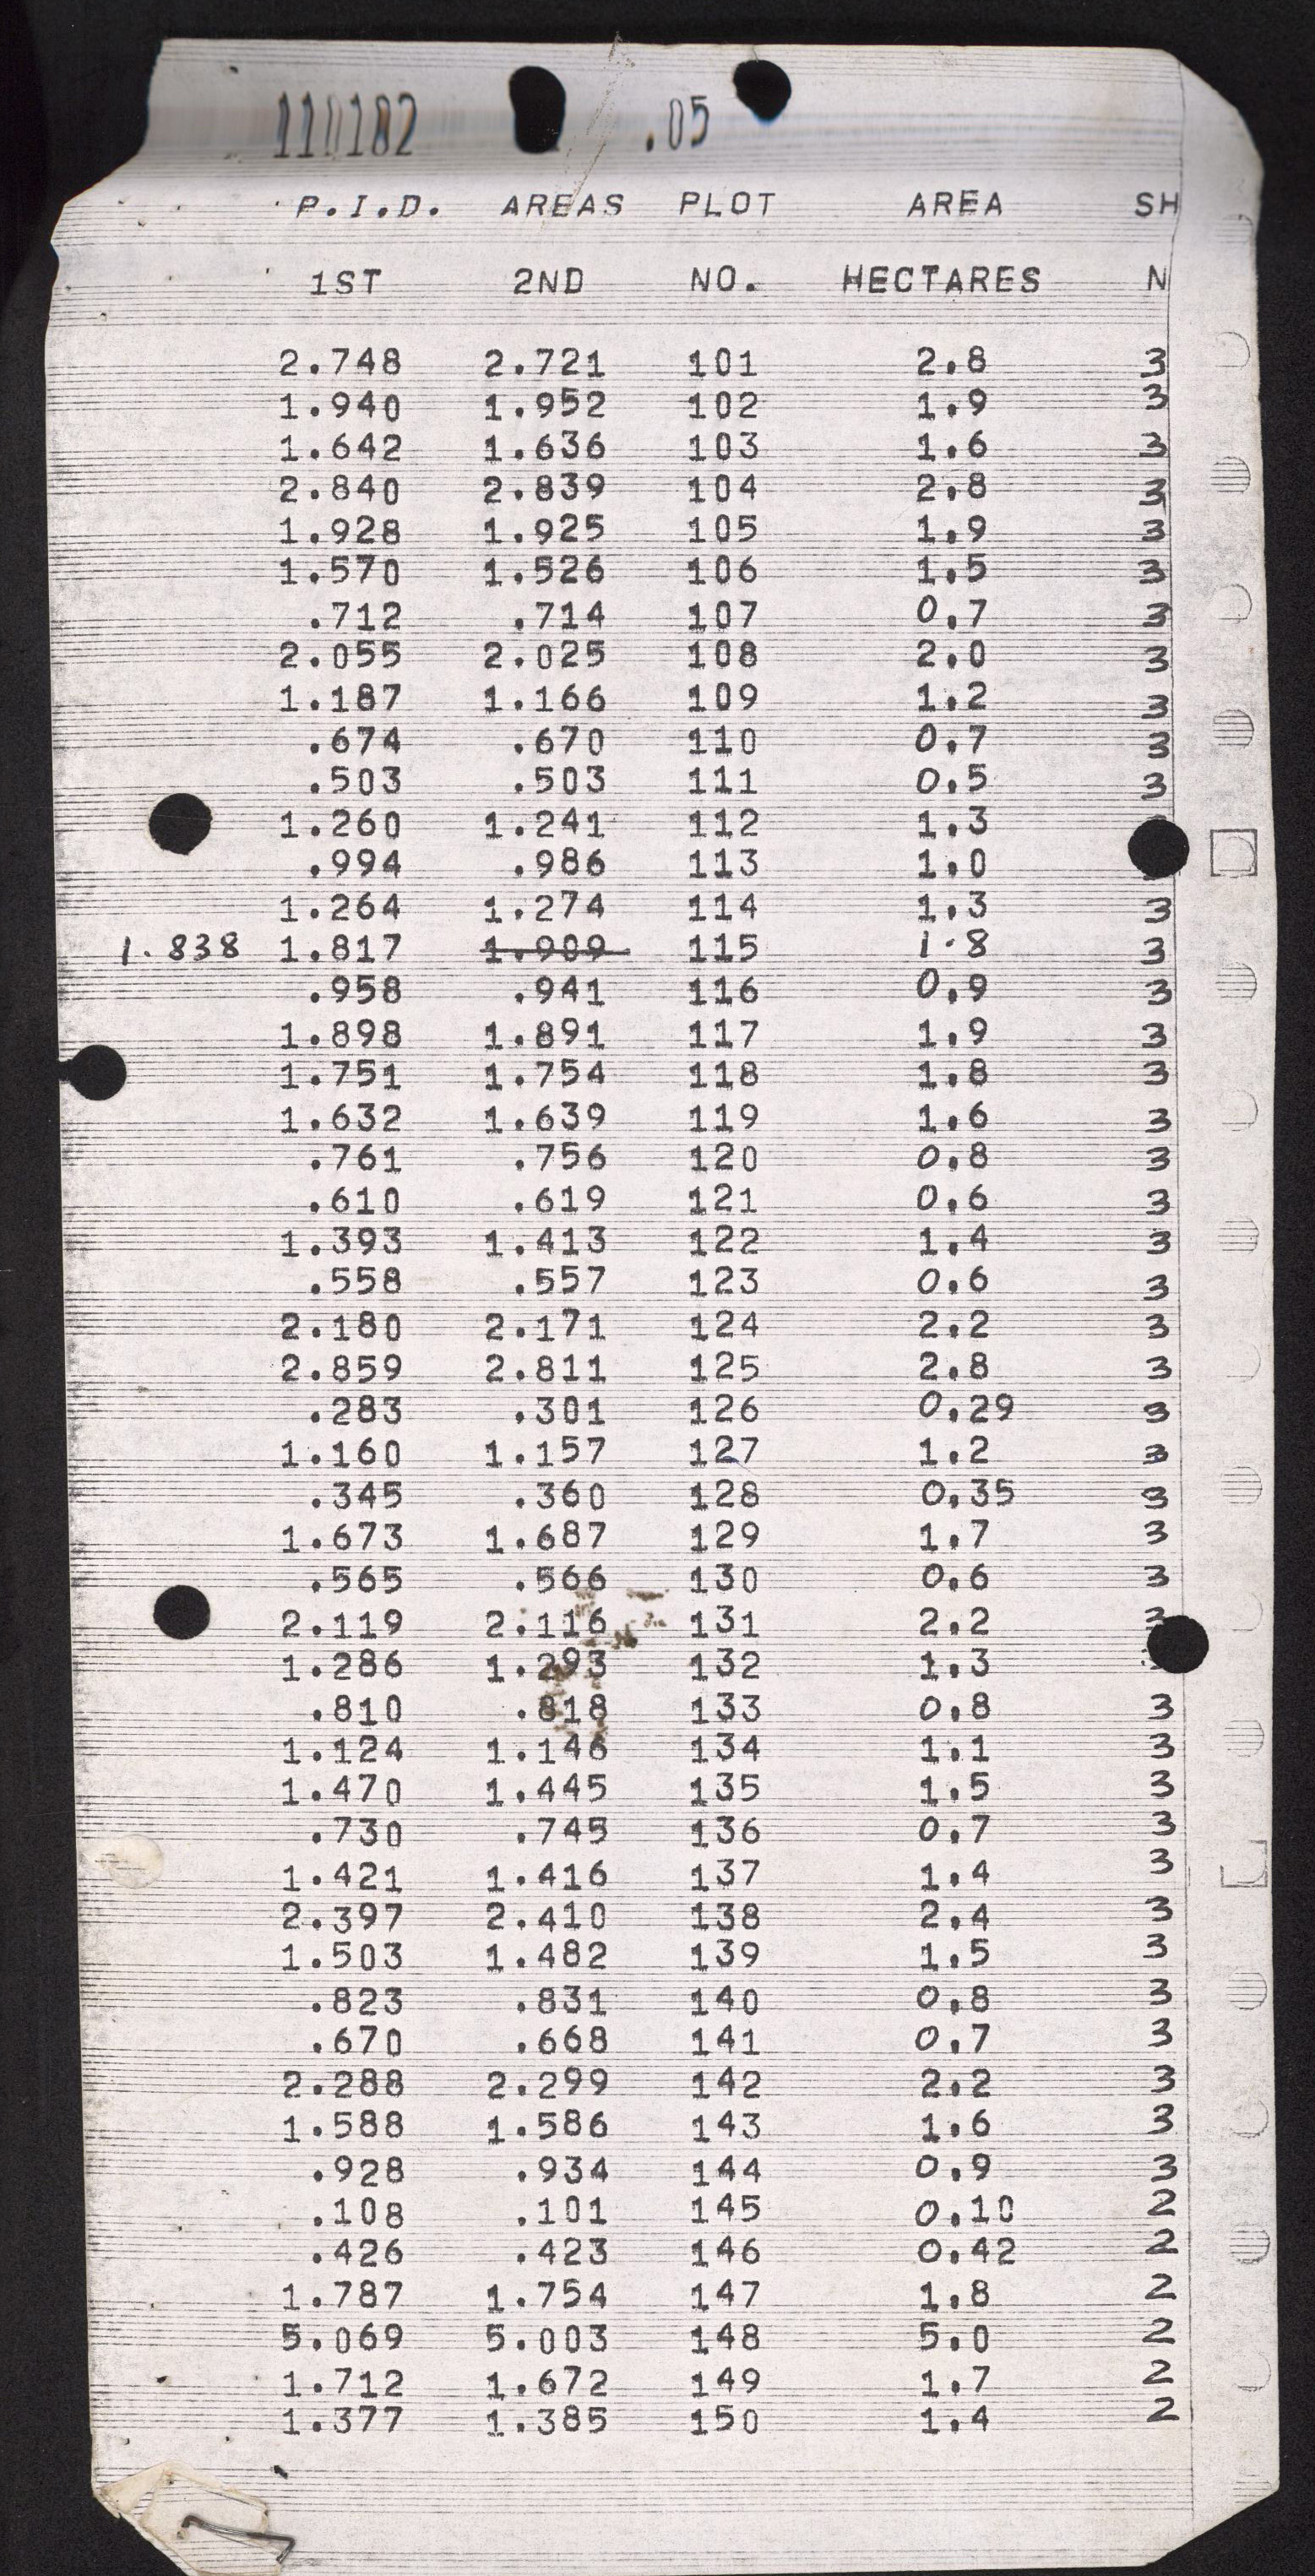 110182 .05
P.I.D. AREAS PLOT AREA SH
1ST 2ND NO. HECTARES N
2.748 2.721 101 2.8 3
1.940 1.952 102 1.9 3
1.642 1.636 103 1.6 3
2.840 2.839 104 2.8 3
1.928 1.925 105 1.9 3
1.570 1.526 106 1.5 3
.712 .714 107 0.7 3
2.055 2.025 108 2.0 3
1.187 1.166 109 1.2 3
.674 .670 110 0.7 3
.503 .503 111 0.5 3
1.260 1.241 112 1.3
.994 .986 113 1.0
1.264 1.274 114 1.3 3
1.838 1.817 1.909 115 1.8 3
.958 .941 116 0.9 3
1.898 1.891 117 1.9 3
1.751 1.754 118 1.8 3
1.632 1.639 119 1.6 3
.761 .756 120 0.8 3
.610 .619 121 0.6 3
1.393 1.413 122 1.4 3
.558 .557 123 0.6 3
2.180 2.171 124 2.2 3
2.859 2.811 125 2.8 3
.283 .301 126 0.29 3
1.160 1.157 127 1.2 3
.345 .360 128 0.35 3
1.673 1.687 129 1.7 3
.565 .566 130 0.6 3
2.119 2.116 131 2.2 3
1.286 1.293 132 1.3
.810 .818 133 0.8 3
1.124 1.146 134 1.1 3
1.470 1.445 135 1.5 3
.730 .745 136 0.7 3
1.421 1.416 137 1.4 3
2.397 2.410 138 2.4 3
1.503 1.482 139 1.5 3
.823 .831 140 0.8 3
.670 .668 141 0.7 3
2.288 2.299 142 2.2 3
1.588 1.586 143 1.6 3
.928 .934 144 0.9 3
.108 .101 145 0.10 2
.426 .423 146 0.42 2
1.787 1.754 147 1.8 2
5.069 5.003 148 5.0 2
1.712 1.672 149 1.7 2
1.377 1.385 150 1.4 2